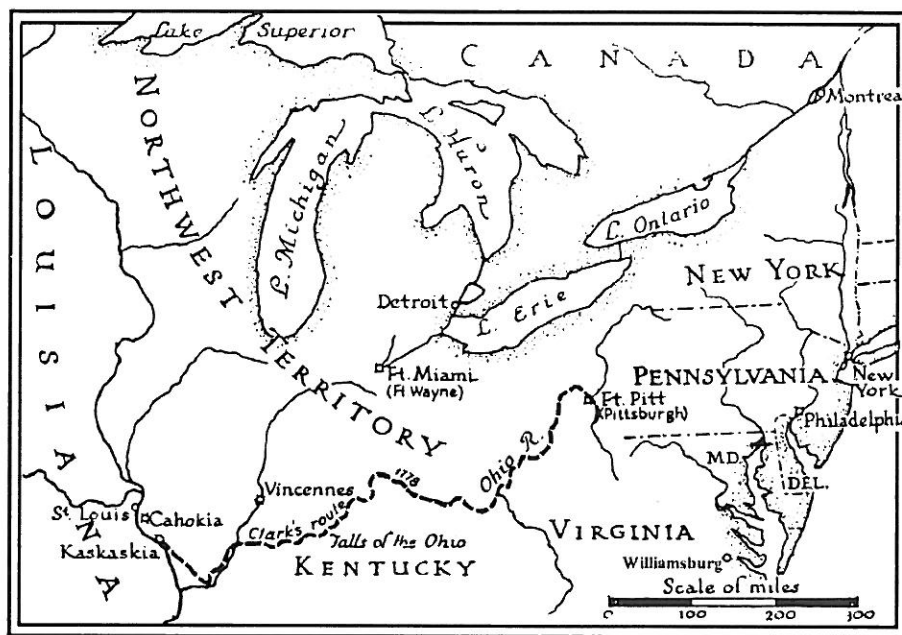 Lake Superior
CANADA
Montrea
NORTHWEST TERRITORY
LOUISIANA
L. Michigan
L. Huron
L. Ontario
NEW YORK
Detroit
L. Erie
Ft. Miami
(Ft Wayne)
PENNSYLVANIA
New
York
Ft. Pitt
(Pittsburgh)
Philadelphi
Ohio R.
1778
MD.
DEL.
Vincennes
St. Louis
Cahokia
Clark's route
Falls of the Ohio
Kaskaskia
KENTUCKY
VIRGINIA
Williamsburg
Scale of miles
0 100 200 300